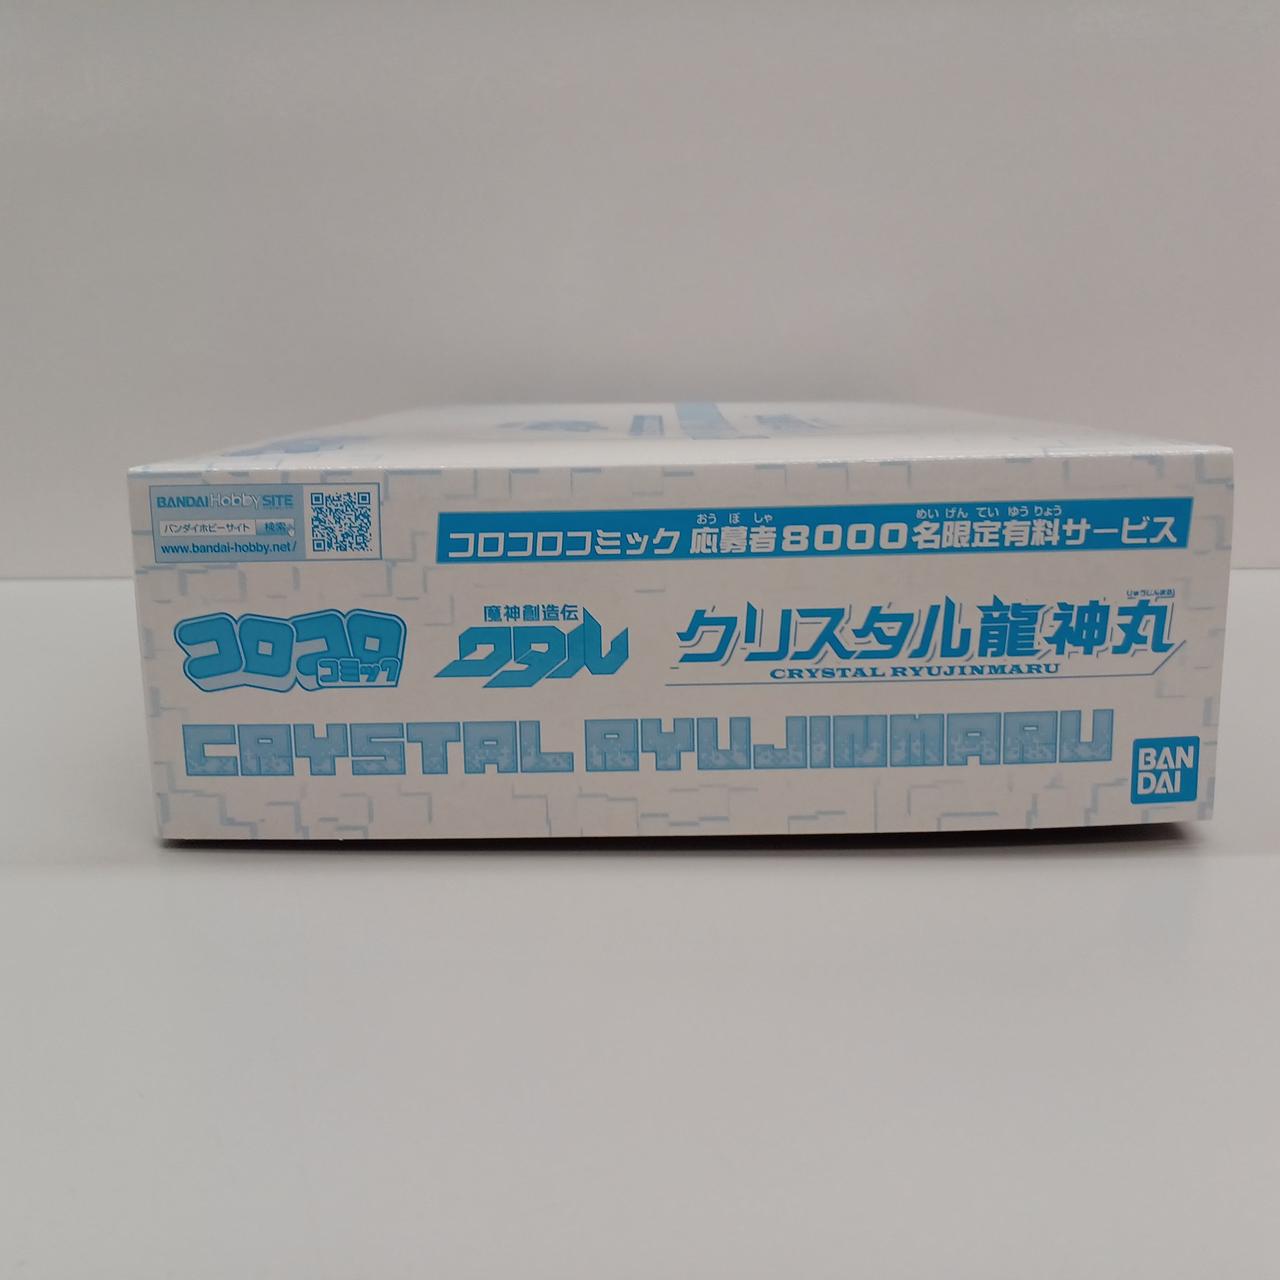 BANDAI Hobby SITE
バンダイホビーサイト 検索
www.bandai-hobby.net/
おうぼしゃ めいげんていゆうりょう
コロコロコミック 応募者8000名限定有料サービス
コロコロ
コミック
魔神創造伝
ワタル
りゅうじんまる
クリスタル龍神丸
CRYSTAL RYUJINMARU
CRYSTAL RYUJINMARU
BAN
DAI